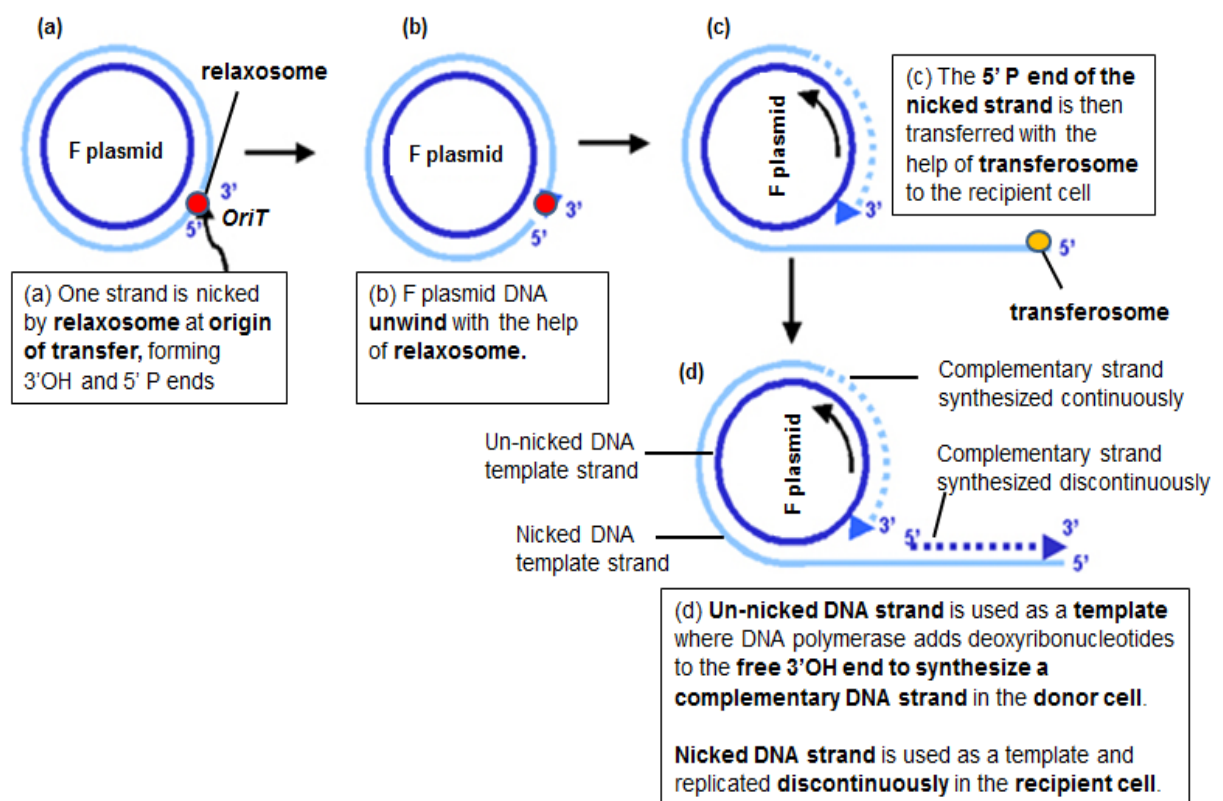 (a)
relaxosome
F plasmid
3’
OriT
5’
(a) One strand is nicked
by relaxosome at origin
of transfer, forming
3’OH and 5’ P ends
(b)
F plasmid
3’
5’
(b) F plasmid DNA
unwind with the help
of relaxosome.
(c)
F plasmid
3’
5’
transferosome
(c) The 5’ P end of the
nicked strand is then
transferred with the
help of transferosome
to the recipient cell
(d)
F plasmid
Complementary strand
synthesized continuously
Un-nicked DNA
template strand
Complementary strand
synthesized discontinuously
3’
5’
3’
5’
Nicked DNA
template strand
(d) Un-nicked DNA strand is used as a template
where DNA polymerase adds deoxyribonucleotides
to the free 3’OH end to synthesize a
complementary DNA strand in the donor cell.
Nicked DNA strand is used as a template and
replicated discontinuously in the recipient cell.